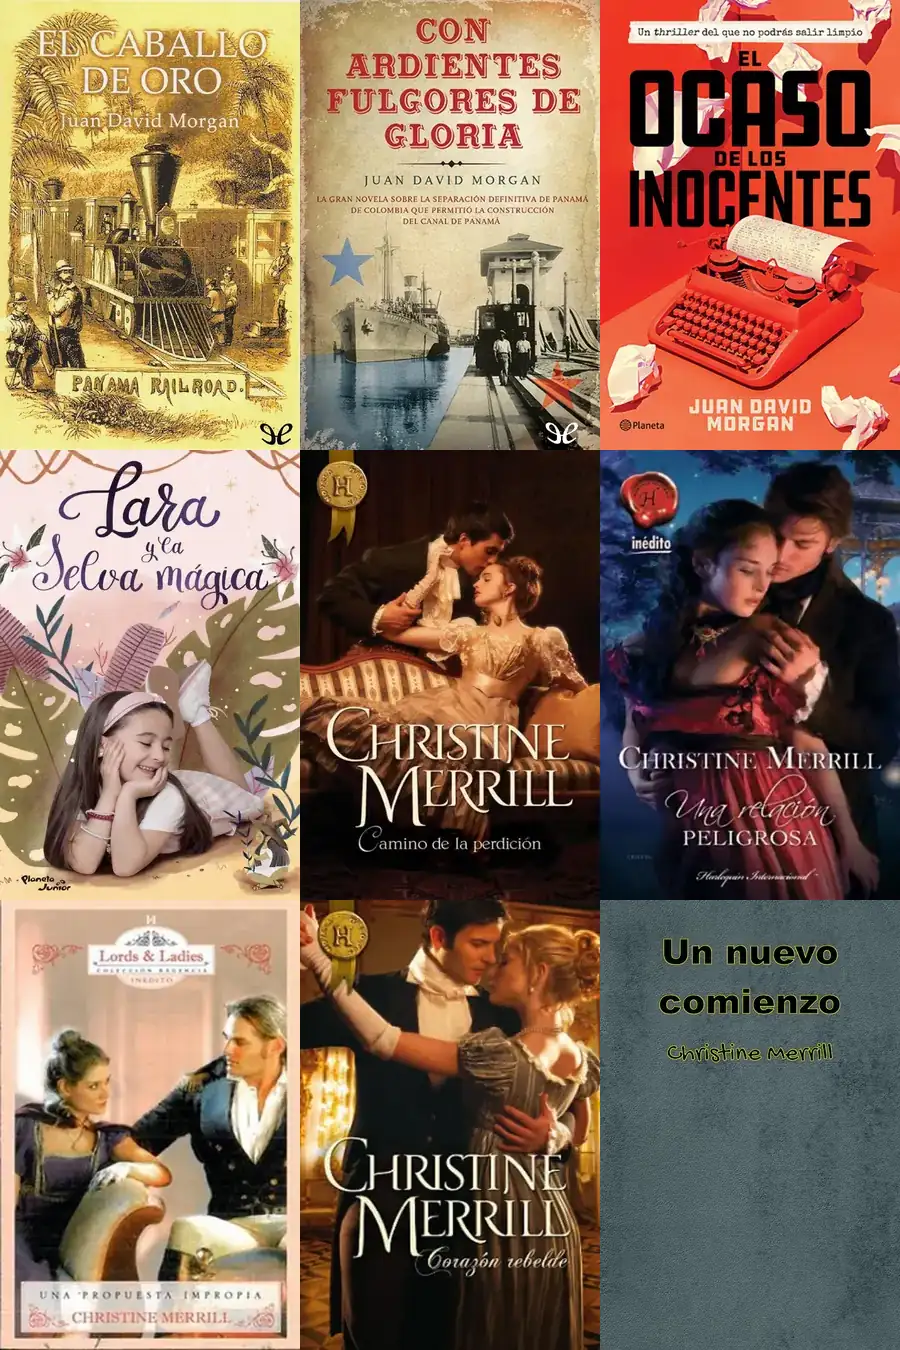 EL CABALLO
DE ORO
Juan David Morgan
PANAMA RAILROAD.
CON
ARDIENTES
FULGORES DE
GLORIA
JUAN DAVID MORGAN
LA GRAN NOVELA SOBRE LA SEPARACIÓN DEFINITIVA DE PANAMÁ
DE COLOMBIA QUE PERMITIÓ LA CONSTRUCCIÓN
DEL CANAL DE PANAMÁ
Un thriller del que no podrás salir limpio
EL
OCASO
DE LOS
INOCENTES
JUAN DAVID
MORGAN
Planeta
Lara
y la
Selva mágica
Planeta
Junior
H
CHRISTINE
MERRILL
Camino de la perdición
H
inédito
CHRISTINE MERRILL
Una relación
PELIGROSA
Harlequin Internacional
H
Lords & Ladies
COLECCIÓN REGENCIA
INÉDITO
UNA PROPUESTA IMPROPIA
CHRISTINE MERRILL
H
CHRISTINE
MERRILL
Corazón rebelde
Un nuevo
comienzo
Christine Merrill